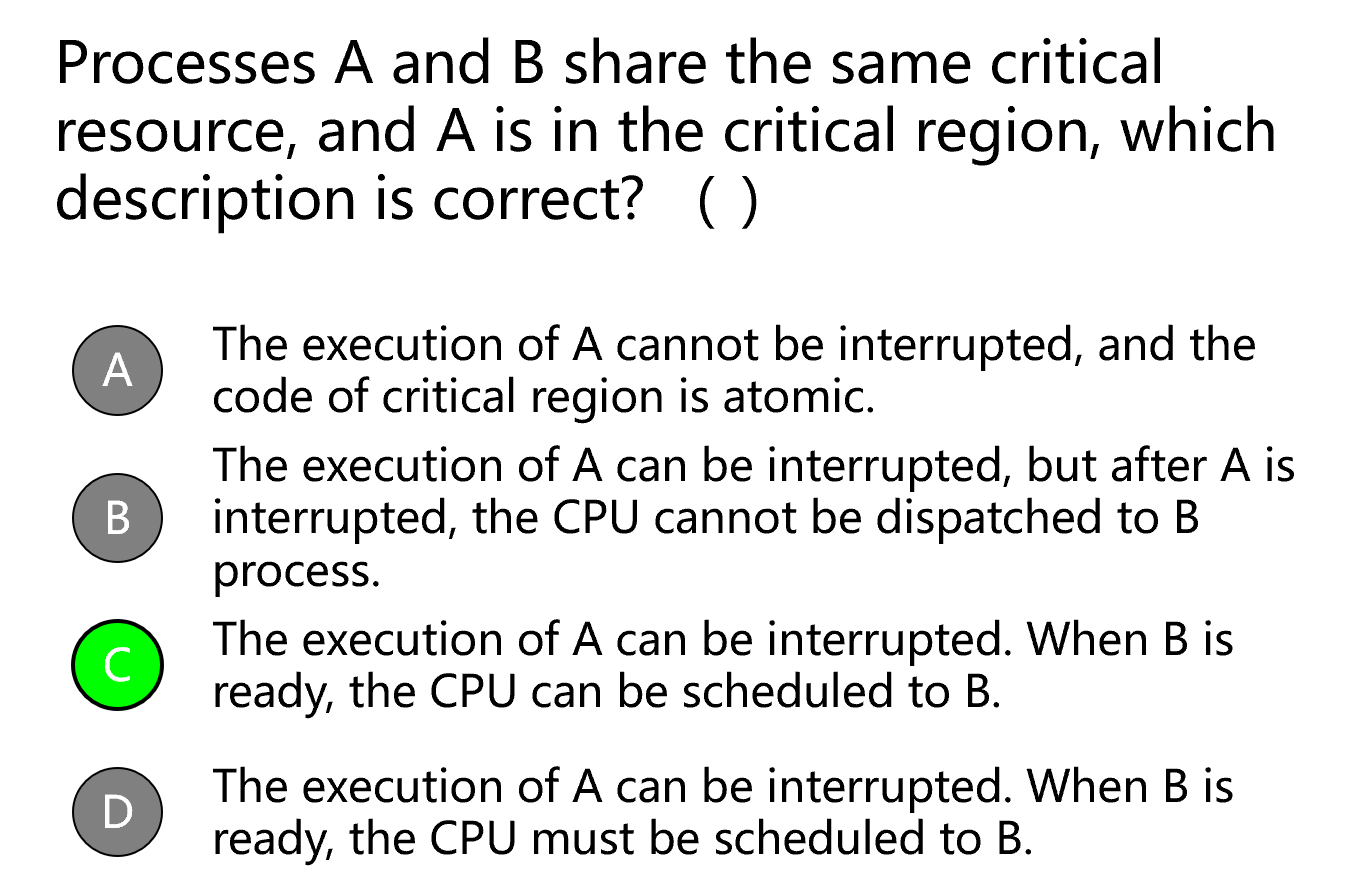 Processes A and B share the same critical
resource, and A is in the critical region, which
description is correct? ( )
A
The execution of A cannot be interrupted, and the
code of critical region is atomic.
B
The execution of A can be interrupted, but after A is
interrupted, the CPU cannot be dispatched to B
process.
C
The execution of A can be interrupted. When B is
ready, the CPU can be scheduled to B.
D
The execution of A can be interrupted. When B is
ready, the CPU must be scheduled to B.